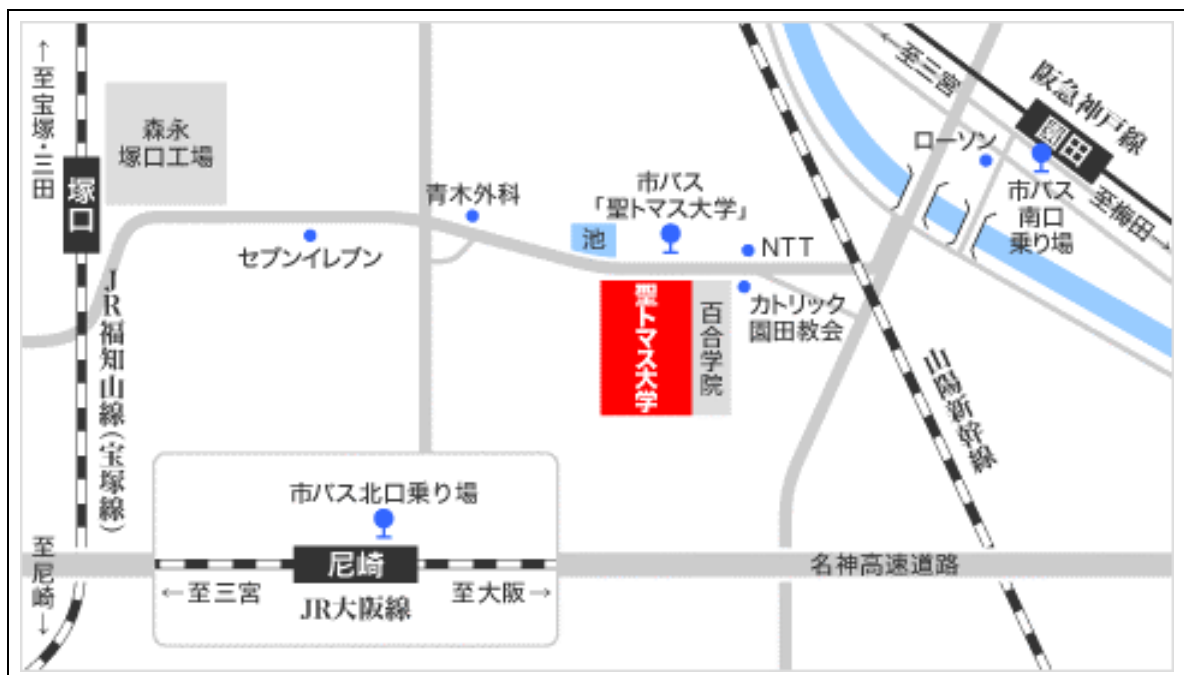 ←至宝塚・三田
塚口
森永
塚口工場
JR福知山線(宝塚線)
至尼崎→
セブンイレブン
青木外科
池
市バス
「聖トマス大学」
NTT
聖トマス大学
百合学院
カトリック
園田教会
←至三宮
阪急神戸線
園田
ローソン
市バス
南口
乗り場
至梅田→
山陽新幹線
市バス北口乗り場
尼崎
←至三宮
至大阪→
JR大阪線
名神高速道路